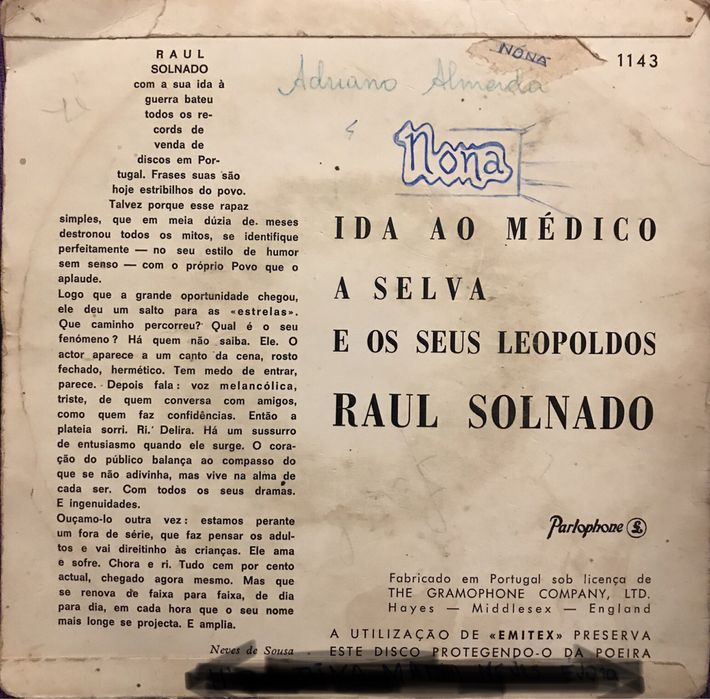 RAUL
SOLNADO
com a sua ida à
guerra bateu
todos os re-
cords de
venda de
discos em Por-
tugal. Frases suas são
hoje estribilhos do povo.
Talvez porque esse rapaz
simples, que em meia dúzia de meses
destronou todos os mitos, se identifique
perfeitamente — no seu estilo de humor
sem senso — com o próprio Povo que o
aplaude.
Logo que a grande oportunidade chegou,
ele deu um salto para as «estrelas».
Que caminho percorreu? Qual é o seu
fenómeno? Há quem não saiba. Ele. O
actor aparece a um canto da cena, rosto
fechado, hermético. Tem medo de entrar,
parece. Depois fala: voz melancólica,
triste, de quem conversa com amigos,
como quem faz confidências. Então a
plateia sorri. Ri. Delira. Há um sussurro
de entusiasmo quando ele surge. O cora-
ção do público balança ao compasso do
que se não adivinha, mas vive na alma de
cada ser. Com todos os seus dramas.
E ingenuidades.
Ouçamo-lo outra vez: estamos perante
um fora de série, que faz pensar os adul-
tos e vai direitinho às crianças. Ele ama
e sofre. Chora e ri. Tudo cem por cento
actual, chegado agora mesmo. Mas que
se renova de faixa para faixa, de dia
para dia, em cada hora que o seu nome
mais longe se projecta. E amplia.
Neves de Sousa
NONA
1143
Adriano Almeida
Nona
IDA AO MÉDICO
A SELVA
E OS SEUS LEOPOLDOS
RAUL SOLNADO
Parlophone
Fabricado em Portugal sob licença de
THE GRAMOPHONE COMPANY, LTD.
Hayes — Middlesex — England
A UTILIZAÇÃO DE «EMITEX» PRESERVA
ESTE DISCO PROTEGENDO-O DA POEIRA